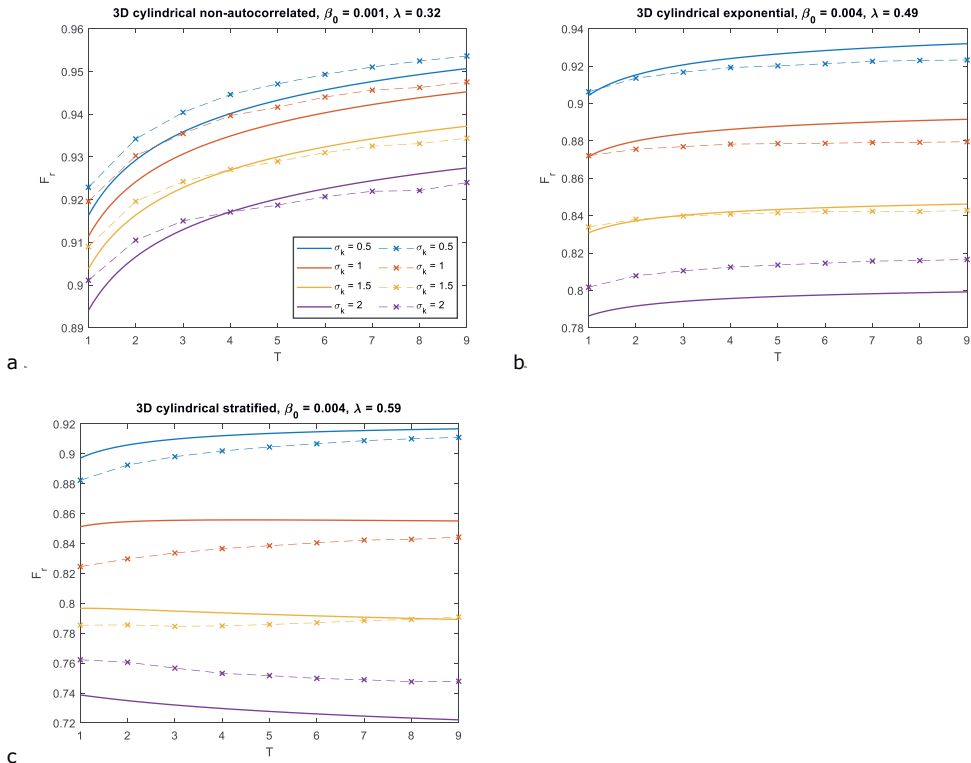 3D cylindrical non-autocorrelated, β0 = 0.001, λ = 0.32
0.96
0.95
0.94
0.93
0.92
0.91
0.9
0.89
Fr
1 2 3 4 5 6 7 8 9
T
σk = 0.5 σk = 0.5
σk = 1 σk = 1
σk = 1.5 σk = 1.5
σk = 2 σk = 2
a
3D cylindrical exponential, β0 = 0.004, λ = 0.49
0.94
0.92
0.9
0.88
0.86
0.84
0.82
0.8
0.78
Fr
1 2 3 4 5 6 7 8 9
T
b
3D cylindrical stratified, β0 = 0.004, λ = 0.59
0.92
0.9
0.88
0.86
0.84
0.82
0.8
0.78
0.76
0.74
0.72
Fr
1 2 3 4 5 6 7 8 9
T
c